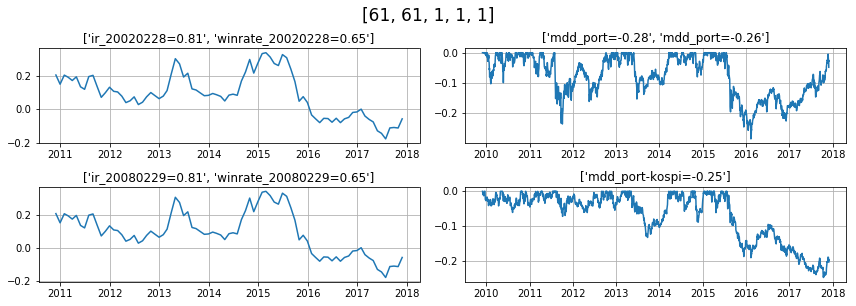 [61, 61, 1, 1, 1]
['ir_20020228=0.81', 'winrate_20020228=0.65']
0.2
0.0
−0.2
2011 2012 2013 2014 2015 2016 2017 2018
['mdd_port=-0.28', 'mdd_port=-0.26']
0.0
−0.1
−0.2
2010 2011 2012 2013 2014 2015 2016 2017 2018
['ir_20080229=0.81', 'winrate_20080229=0.65']
0.2
0.0
−0.2
2011 2012 2013 2014 2015 2016 2017 2018
['mdd_port-kospi=-0.25']
0.0
−0.1
−0.2
2010 2011 2012 2013 2014 2015 2016 2017 2018